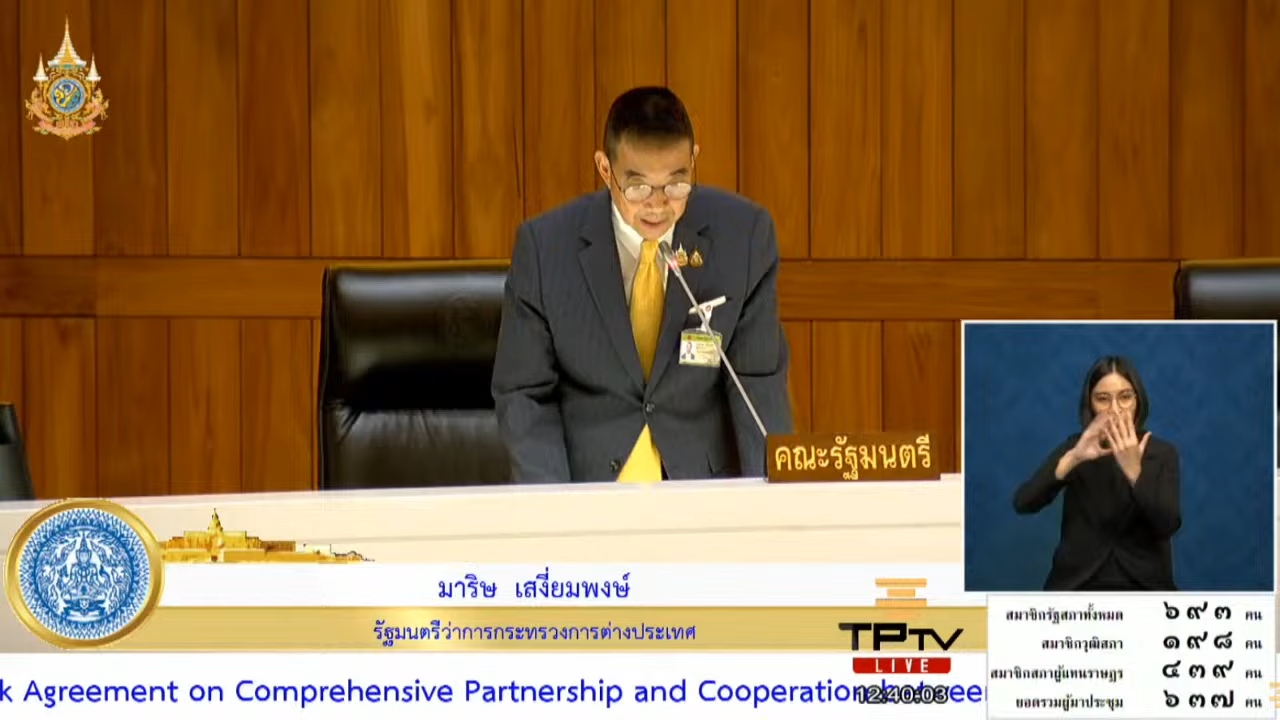 คณะรัฐมนตรี
มาริษ เสงี่ยมพงษ์
รัฐมนตรีว่าการกระทรวงการต่างประเทศ
TPTV
LIVE
12:40:03
k Agreement on Comprehensive Partnership and Cooperation betwee
สมาชิกรัฐสภาทั้งหมด ๖๙๓ คน
สมาชิกวุฒิสภา ๑๙๘ คน
สมาชิกสภาผู้แทนราษฎร ๔๓๙ คน
ยอดรวมผู้มาประชุม ๖๓๗ คน